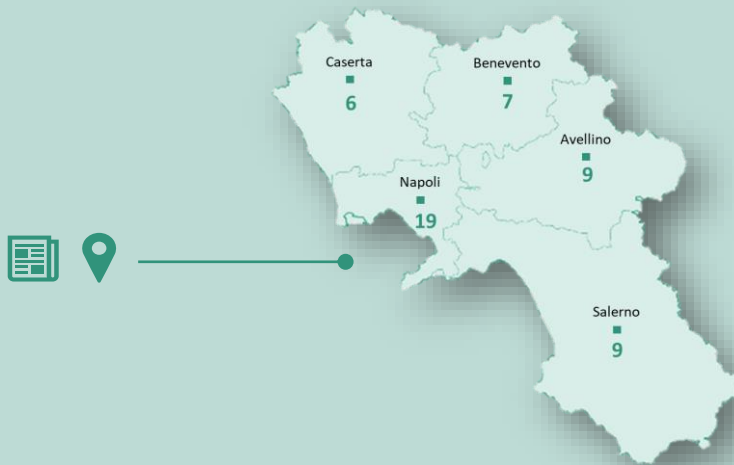 Caserta
6
Benevento
7
Avellino
9
Napoli
19
Salerno
9